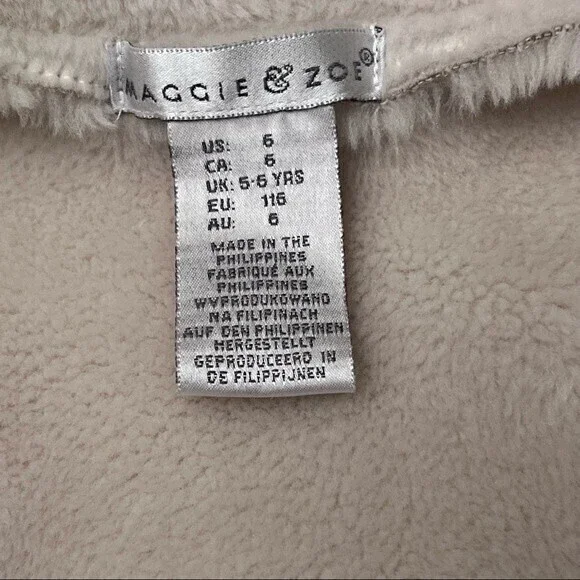 MAGGIE & ZOE®
US: 6
CA: 6
UK: 5-6 YRS
EU: 116
AU: 6
MADE IN THE
PHILIPPINES
FABRIQUÉ AUX
PHILIPPINES
WYPRODUKOWANO
NA FILIPINACH
AUF DEN PHILIPPINEN
HERGESTELLT
GEPRODUCEERD IN
DE FILIPPIJNEN